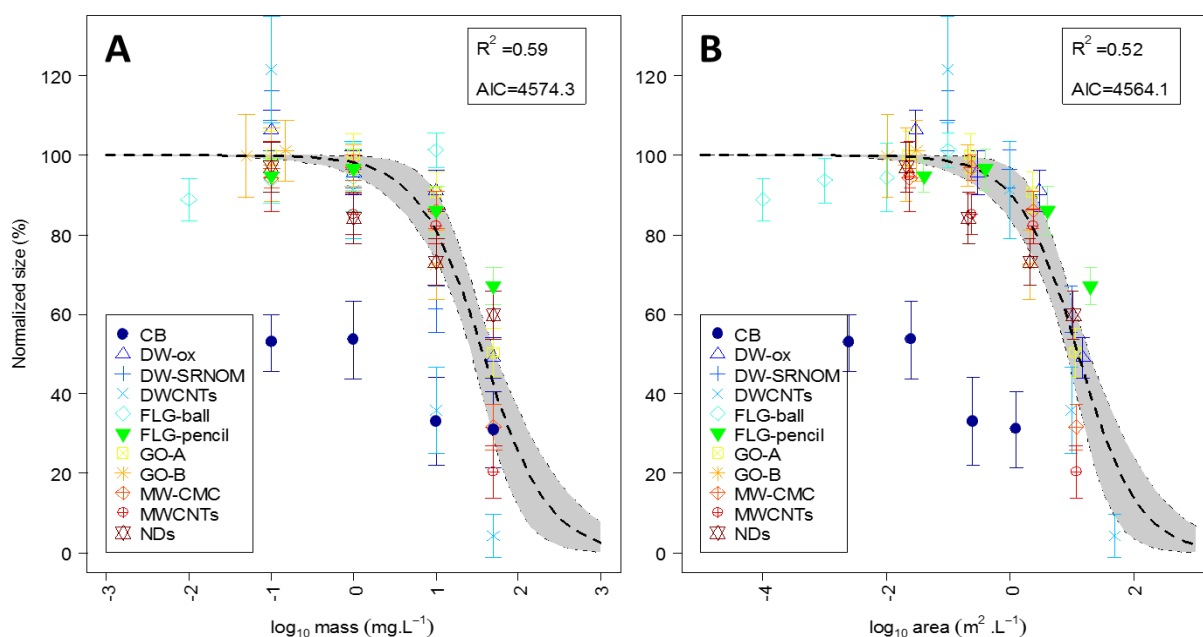 A
R² =0.59
AIC=4574.3
Normalized size (%)
120
100
80
60
40
20
0
CB
DW-ox
DW-SRNOM
DWCNTs
FLG-ball
FLG-pencil
GO-A
GO-B
MW-CMC
MWCNTs
NDs
-3 -2 -1 0 1 2 3
log₁₀ mass (mg.L⁻¹)
B
R² =0.52
AIC=4564.1
120
100
80
60
40
20
0
CB
DW-ox
DW-SRNOM
DWCNTs
FLG-ball
FLG-pencil
GO-A
GO-B
MW-CMC
MWCNTs
NDs
-4 -2 0 2
log₁₀ area (m² .L⁻¹)